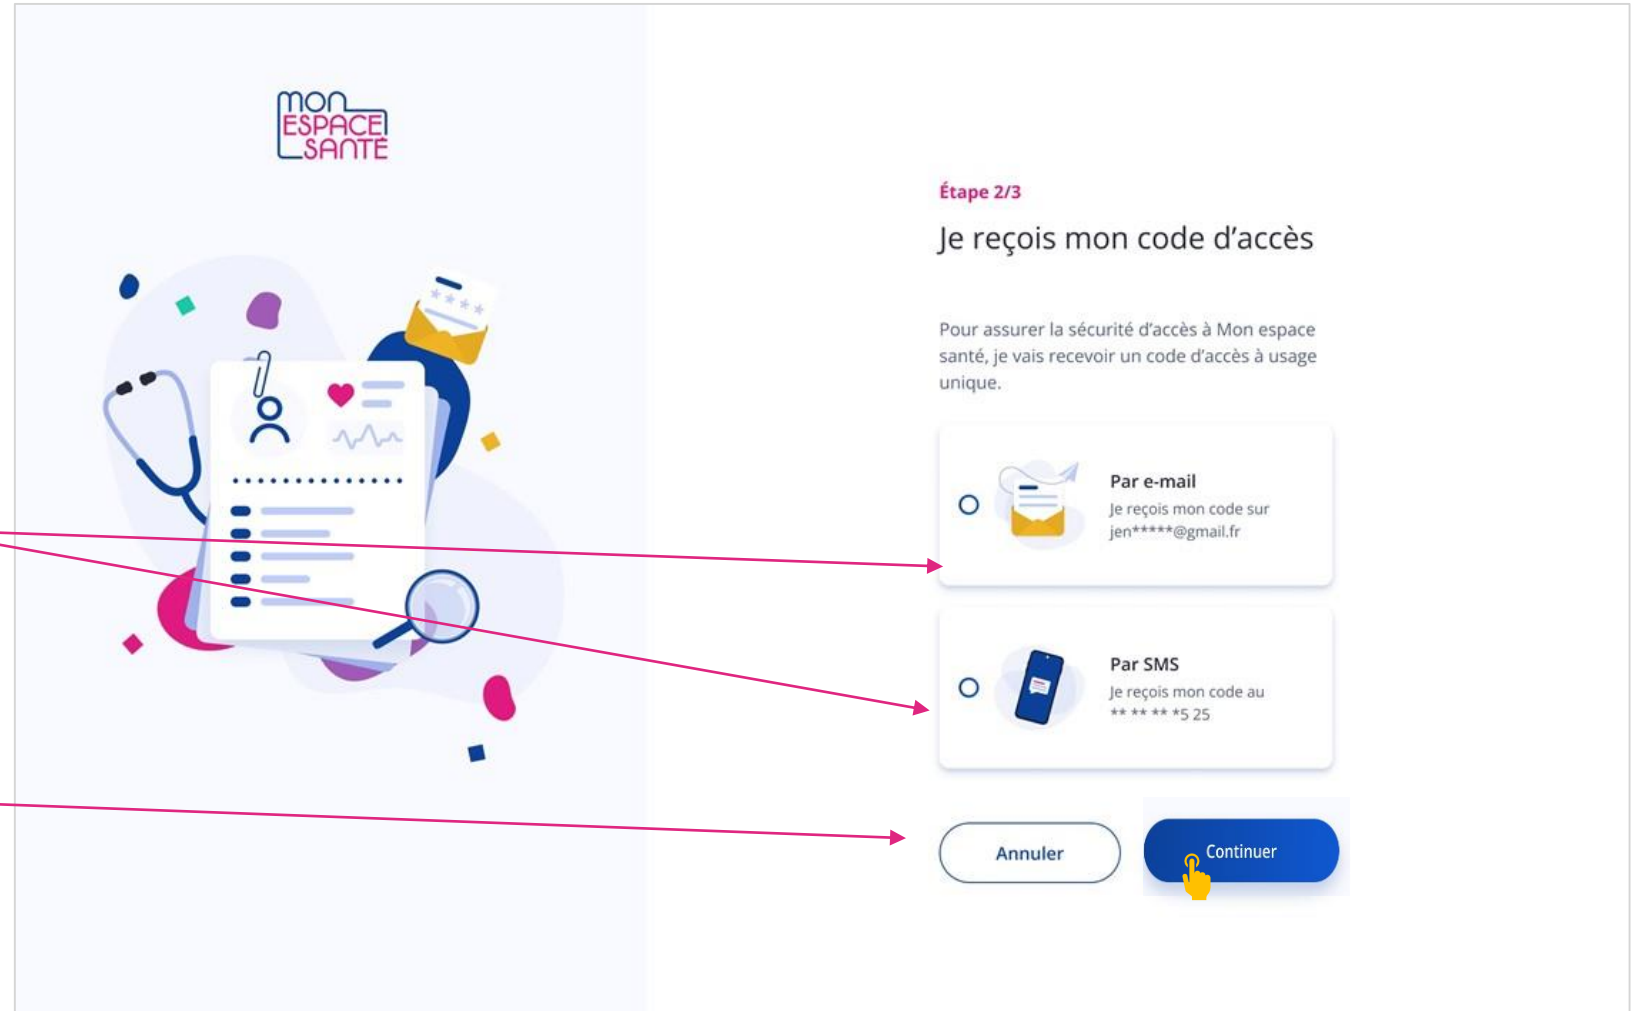 mon
ESPACE
SANTÉ
Étape 2/3
Je reçois mon code d'accès
Pour assurer la sécurité d'accès à Mon espace
santé, je vais recevoir un code d'accès à usage
unique.
Par e-mail
Je reçois mon code sur
jen*****@gmail.fr
Par SMS
Je reçois mon code au
** ** ** *5 25
Annuler
Continuer